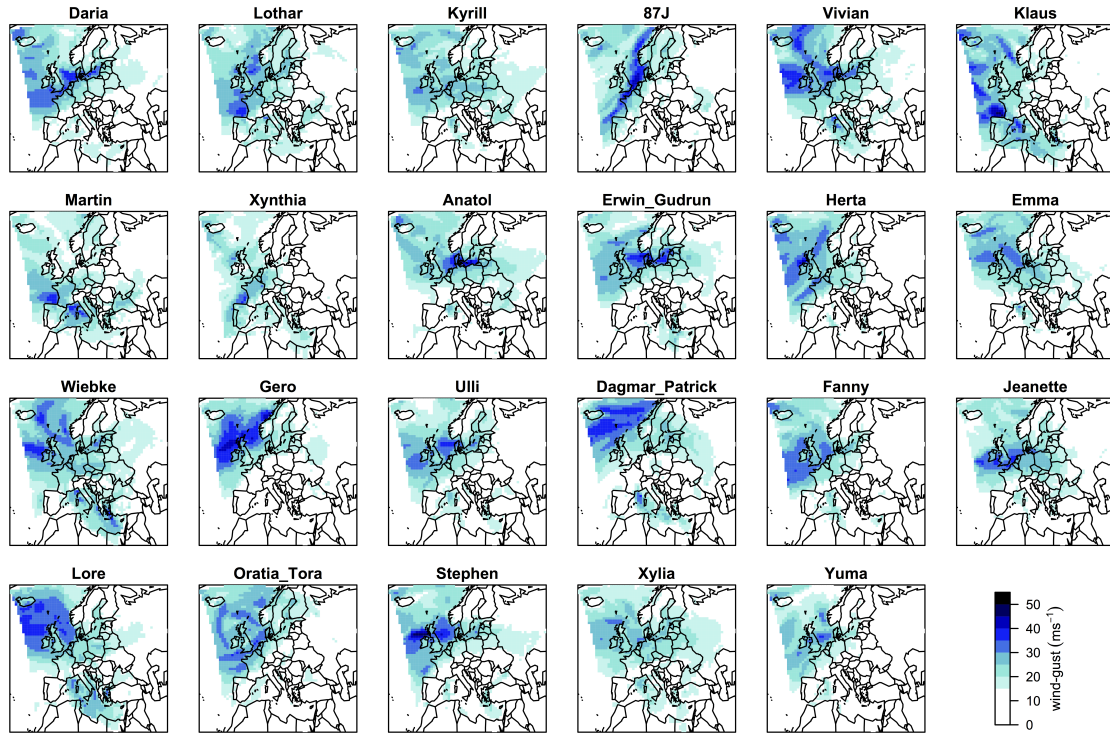 Daria
Lothar
Kyrill
87J
Vivian
Klaus
Martin
Xynthia
Anatol
Erwin_Gudrun
Herta
Emma
Wiebke
Gero
Ulli
Dagmar_Patrick
Fanny
Jeanette
Lore
Oratia_Tora
Stephen
Xylia
Yuma
50
40
30
20
10
0
wind-gust (ms⁻¹)